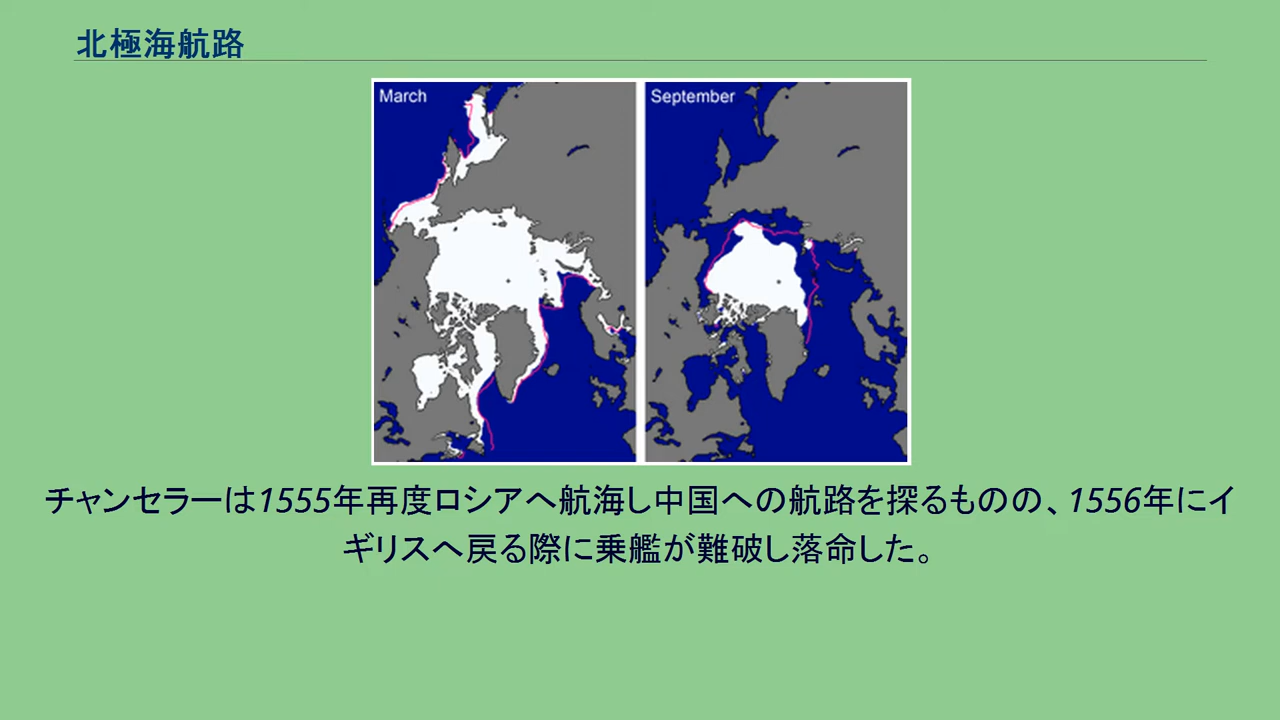 北極海航路
March
September
チャンセラーは1555年再度ロシアへ航海し中国への航路を探るものの、1556年にイ
ギリスへ戻る際に乗艦が難破し落命した。